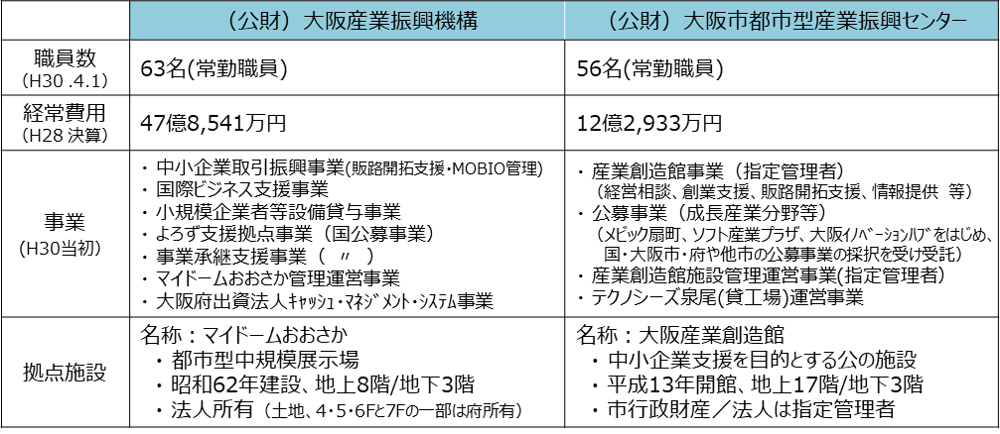 （公財）大阪産業振興機構
（公財）大阪市都市型産業振興センター
職員数
（H30 .4.1）
63名(常勤職員)
56名(常勤職員)
経常費用
（H28 決算）
47億8,541万円
12億2,933万円
事業
（H30当初）
・ 中小企業取引振興事業(販路開拓支援・MOBIO管理)
・ 国際ビジネス支援事業
・ 小規模企業者等設備貸与事業
・ よろず支援拠点事業（国公募事業）
・ 事業承継支援事業（ 〃 ）
・ マイドームおおさか管理運営事業
・ 大阪府出資法人ｷｬｯｼｭ・ﾏﾈｼﾞﾒﾝﾄ・ｼｽﾃﾑ事業
・ 産業創造館事業（指定管理者）
（経営相談、創業支援、販路開拓支援、情報提供 等）
・ 公募事業（成長産業分野等）
（メビック扇町、ソフト産業プラザ、大阪ｲﾉﾍﾞｰｼｮﾝﾊﾌﾞをはじめ、
国・大阪市・府や他市の公募事業の採択を受け受託）
・ 産業創造館施設管理運営事業(指定管理者）
・ テクノシーズ泉尾(貸工場)運営事業
拠点施設
名称：マイドームおおさか
・ 都市型中規模展示場
・ 昭和62年建設、地上8階/地下3階
・ 法人所有（土地、4・5・6Fと7Fの一部は府所有）
名称：大阪産業創造館
・ 中小企業支援を目的とする公の施設
・ 平成13年開館、地上17階/地下3階
・ 市行政財産／法人は指定管理者